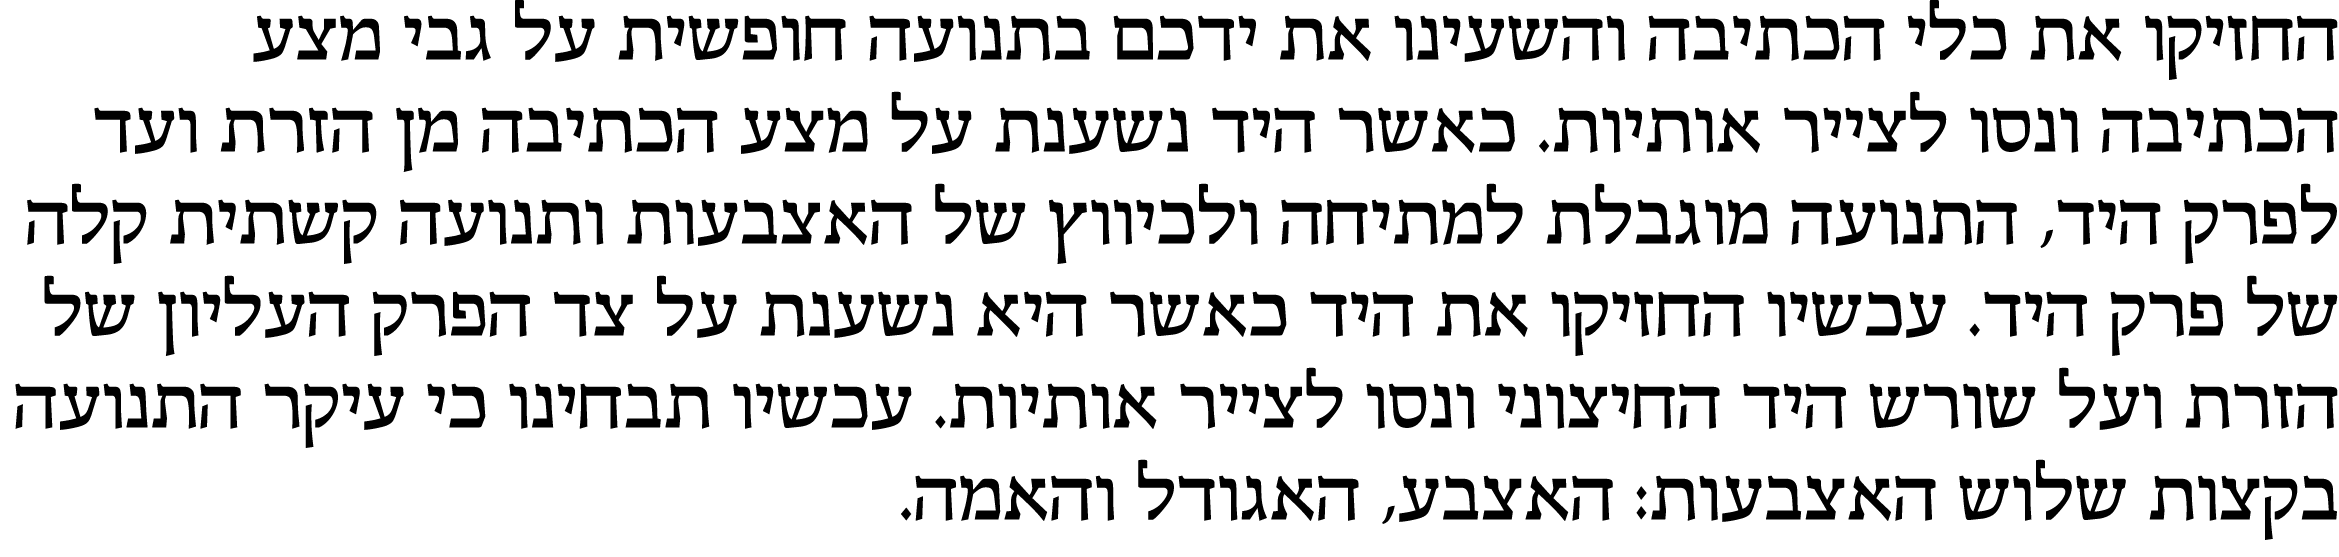 החזיקו את כלי הכתיבה והשעינו את ידכם בתנועה חופשית על גבי מצע
הכתיבה ונסו לצייר אותיות. כאשר היד נשענת על מצע הכתיבה מן הזרת ועד
לפרק היד, התנועה מוגבלת למתיחה ולכיווץ של האצבעות ותנועה קשתית קלה
של פרק היד. עכשיו החזיקו את היד כאשר היא נשענת על צד הפרק העליון של
הזרת ועל שורש היד החיצוני ונסו לצייר אותיות. עכשיו תבחינו כי עיקר התנועה
בקצות שלוש האצבעות: האצבע, האגודל והאמה.